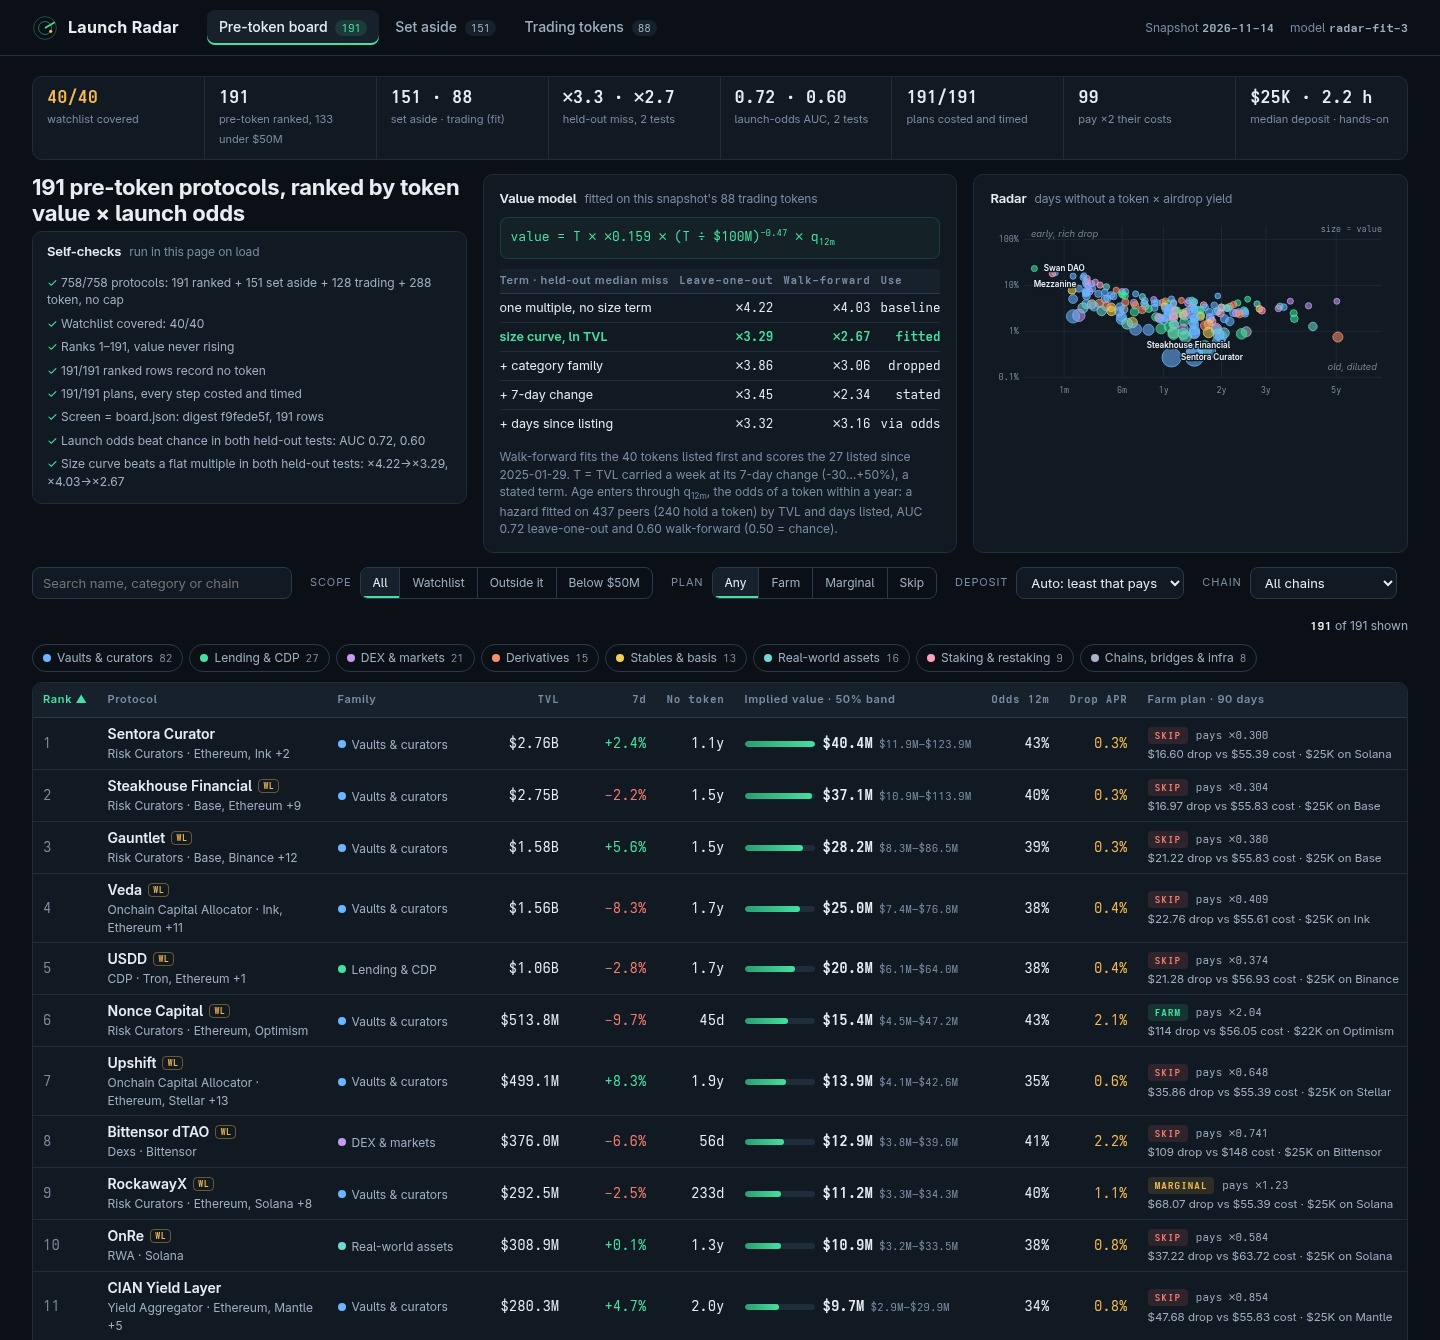 Launch Radar
Pre-token board 191
Set aside 151
Trading tokens 88
Snapshot 2026-11-14 model radar-fit-3
40/40
watchlist covered
191
pre-token ranked, 133
under $50M
151 · 88
set aside · trading (fit)
×3.3 · ×2.7
held-out miss, 2 tests
0.72 · 0.60
launch-odds AUC, 2 tests
191/191
plans costed and timed
99
pay ×2 their costs
$25K · 2.2 h
median deposit · hands-on
191 pre-token protocols, ranked by token
value × launch odds
Self-checks run in this page on load
✓ 758/758 protocols: 191 ranked + 151 set aside + 128 trading + 288
token, no cap
✓ Watchlist covered: 40/40
✓ Ranks 1–191, value never rising
✓ 191/191 ranked rows record no token
✓ 191/191 plans, every step costed and timed
✓ Screen = board.json: digest f9fede5f, 191 rows
✓ Launch odds beat chance in both held-out tests: AUC 0.72, 0.60
✓ Size curve beats a flat multiple in both held-out tests: ×4.22→×3.29,
×4.03→×2.67
Value model fitted on this snapshot's 88 trading tokens
value = T × ×0.159 × (T ÷ $100M)−0.47 × q12m
Term · held-out median miss Leave-one-out Walk-forward Use
one multiple, no size term ×4.22 ×4.03 baseline
size curve, ln TVL ×3.29 ×2.67 fitted
+ category family ×3.86 ×3.06 dropped
+ 7-day change ×3.45 ×2.34 stated
+ days since listing ×3.32 ×3.16 via odds
Walk-forward fits the 40 tokens listed first and scores the 27 listed since
2025-01-29. T = TVL carried a week at its 7-day change (-30…+50%), a
stated term. Age enters through q12m, the odds of a token within a year: a
hazard fitted on 437 peers (240 hold a token) by TVL and days listed, AUC
0.72 leave-one-out and 0.60 walk-forward (0.50 = chance).
Radar days without a token × airdrop yield
early, rich drop
size = value
100%
10%
1%
0.1%
Swan DAO
Mezzanine
Steakhouse Financial
Sentora Curator
old, diluted
1m 6m 1y 2y 3y 5y
Search name, category or chain
SCOPE All Watchlist Outside it Below $50M
PLAN Any Farm Marginal Skip
DEPOSIT Auto: least that pays
CHAIN All chains
191 of 191 shown
Vaults & curators 82
Lending & CDP 27
DEX & markets 21
Derivatives 15
Stables & basis 13
Real-world assets 16
Staking & restaking 9
Chains, bridges & infra 8
Rank ▲ Protocol Family TVL 7d No token Implied value · 50% band Odds 12m Drop APR Farm plan · 90 days
1 Sentora Curator
Risk Curators · Ethereum, Ink +2
Vaults & curators $2.76B +2.4% 1.1y $40.4M $11.9M–$123.9M 43% 0.3%
SKIP pays ×0.300
$16.60 drop vs $55.39 cost · $25K on Solana
2 Steakhouse Financial WL
Risk Curators · Base, Ethereum +9
Vaults & curators $2.75B −2.2% 1.5y $37.1M $10.9M–$113.9M 40% 0.3%
SKIP pays ×0.304
$16.97 drop vs $55.83 cost · $25K on Base
3 Gauntlet WL
Risk Curators · Base, Binance +12
Vaults & curators $1.58B +5.6% 1.5y $28.2M $8.3M–$86.5M 39% 0.3%
SKIP pays ×0.380
$21.22 drop vs $55.83 cost · $25K on Base
4 Veda WL
Onchain Capital Allocator · Ink,
Ethereum +11
Vaults & curators $1.56B −8.3% 1.7y $25.0M $7.4M–$76.8M 38% 0.4%
SKIP pays ×0.409
$22.76 drop vs $55.61 cost · $25K on Ink
5 USDD WL
CDP · Tron, Ethereum +1
Lending & CDP $1.06B −2.8% 1.7y $20.8M $6.1M–$64.0M 38% 0.4%
SKIP pays ×0.374
$21.28 drop vs $56.93 cost · $25K on Binance
6 Nonce Capital WL
Risk Curators · Ethereum, Optimism
Vaults & curators $513.8M −9.7% 45d $15.4M $4.5M–$47.2M 43% 2.1%
FARM pays ×2.04
$114 drop vs $56.05 cost · $22K on Optimism
7 Upshift WL
Onchain Capital Allocator ·
Ethereum, Stellar +13
Vaults & curators $499.1M +8.3% 1.9y $13.9M $4.1M–$42.6M 35% 0.6%
SKIP pays ×0.648
$35.86 drop vs $55.39 cost · $25K on Stellar
8 Bittensor dTAO WL
Dexs · Bittensor
DEX & markets $376.0M −6.6% 56d $12.9M $3.8M–$39.6M 41% 2.2%
SKIP pays ×0.741
$109 drop vs $148 cost · $25K on Bittensor
9 RockawayX WL
Risk Curators · Ethereum, Solana +8
Vaults & curators $292.5M −2.5% 233d $11.2M $3.3M–$34.3M 40% 1.1%
MARGINAL pays ×1.23
$68.07 drop vs $55.39 cost · $25K on Solana
10 OnRe WL
RWA · Solana
Real-world assets $308.9M +0.1% 1.3y $10.9M $3.2M–$33.5M 38% 0.8%
SKIP pays ×0.584
$37.22 drop vs $63.72 cost · $25K on Solana
11 CIAN Yield Layer
Yield Aggregator · Ethereum, Mantle
+5
Vaults & curators $280.3M +4.7% 2.0y $9.7M $2.9M–$29.9M 34% 0.8%
SKIP pays ×0.854
$47.68 drop vs $55.83 cost · $25K on Mantle